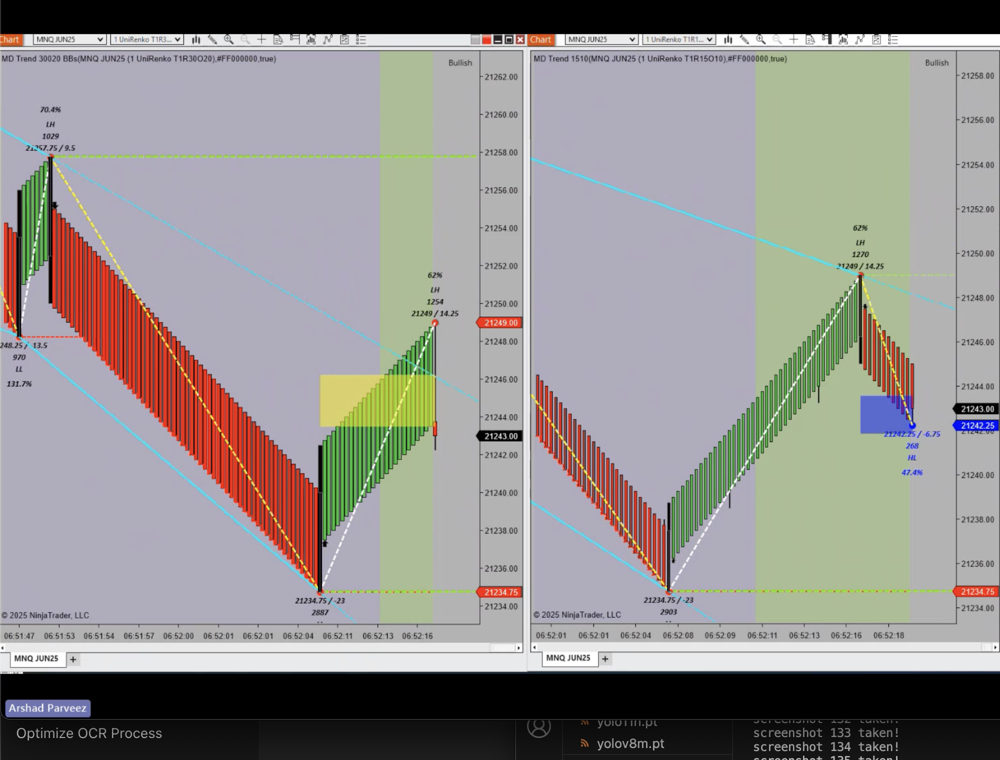 Chart
MNQ JUN25
1 UniRenko T1R3...
MD Trend 30020 BBs(MNQ JUN25 (1 UniRenko T1R30O20),#FF000000,true)
Bullish
21262.00
21260.00
21258.00
21256.00
21254.00
21252.00
21250.00
21249.00
21248.00
21246.00
21244.00
21243.00
21242.00
21240.00
21238.00
21236.00
21234.75
21234.00
70.4%
LH
1029
21257.75 / 9.5
248.25 / 13.5
970
LL
131.7%
62%
LH
1254
21249 / 14.25
21234.75 / -23
2887
© 2025 NinjaTrader, LLC
06:51:47
06:51:53
06:51:54
06:51:57
06:52:00
06:52:01
06:52:01
06:52:04
06:52:11
06:52:13
06:52:16
MNQ JUN25
+
Chart
MNQ JUN25
1 UniRenko T1R1...
MD Trend 1510(MNQ JUN25 (1 UniRenko T1R15O10),#FF000000,true)
Bullish
21258.00
21256.00
21254.00
21252.00
21250.00
21248.00
21246.00
21244.00
21243.00
21242.25
21240.00
21238.00
21236.00
21234.75
21234.00
62%
LH
1270
21249 / 14.25
21242.25 / -6.75
268
HL
47.4%
21234.75 / -23
2903
© 2025 NinjaTrader, LLC
06:52:01
06:52:01
06:52:04
06:52:08
06:52:09
06:52:11
06:52:13
06:52:16
06:52:18
MNQ JUN25
+
Arshad Parveez
Optimize OCR Process
yolo11n.pt
yolov8m.pt
screenshot 132 taken!
screenshot 133 taken!
screenshot 134 taken!
screenshot 135 taken!